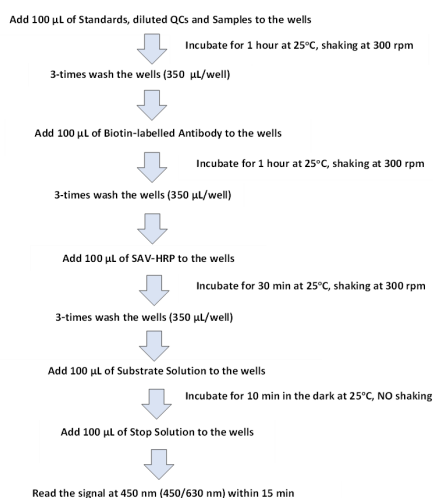 Add 100 µL of Standards, diluted QCs and Samples to the wells
Incubate for 1 hour at 25°C, shaking at 300 rpm
3-times wash the wells (350 µL/well)
Add 100 µL of Biotin-labelled Antibody to the wells
Incubate for 1 hour at 25°C, shaking at 300 rpm
3-times wash the wells (350 µL/well)
Add 100 µL of SAV-HRP to the wells
Incubate for 30 min at 25°C, shaking at 300 rpm
3-times wash the wells (350 µL/well)
Add 100 µL of Substrate Solution to the wells
Incubate for 10 min in the dark at 25°C, NO shaking
Add 100 µL of Stop Solution to the wells
Read the signal at 450 nm (450/630 nm) within 15 min